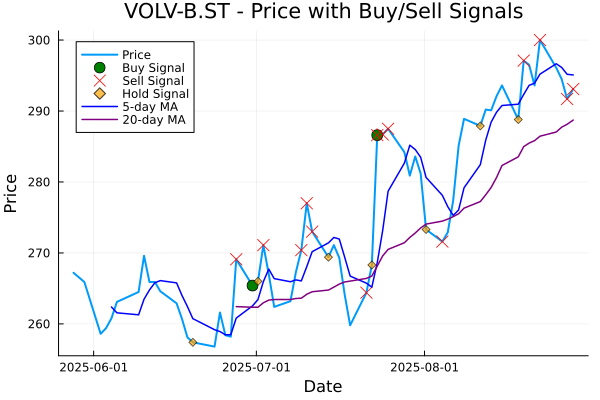 VOLV-B.ST - Price with Buy/Sell Signals
300
290
280
270
260
Price
Price
Buy Signal
Sell Signal
Hold Signal
5-day MA
20-day MA
2025-06-01
2025-07-01
2025-08-01
Date